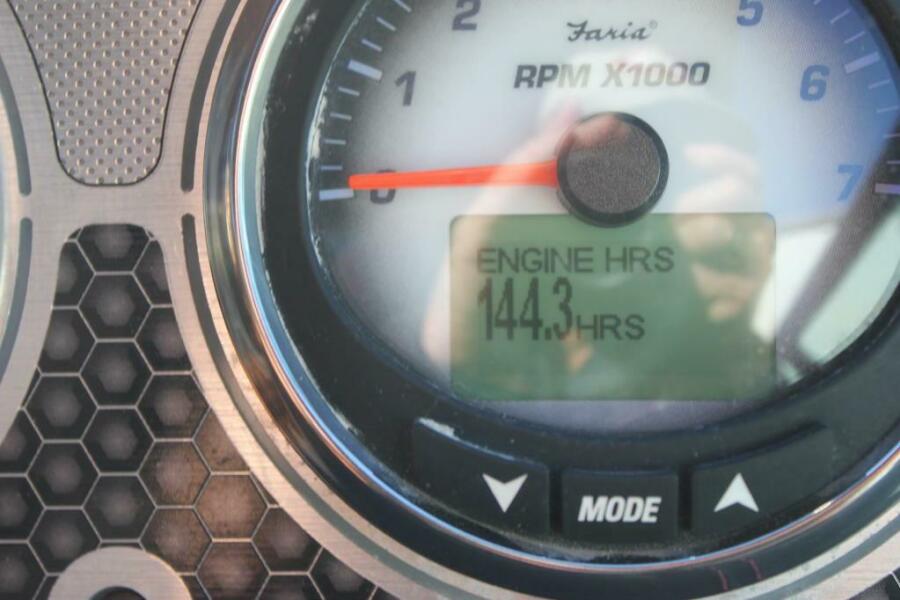 2
5
Faria®
RPM X1000
1
6
0
7
ENGINE HRS
144.3HRS
MODE